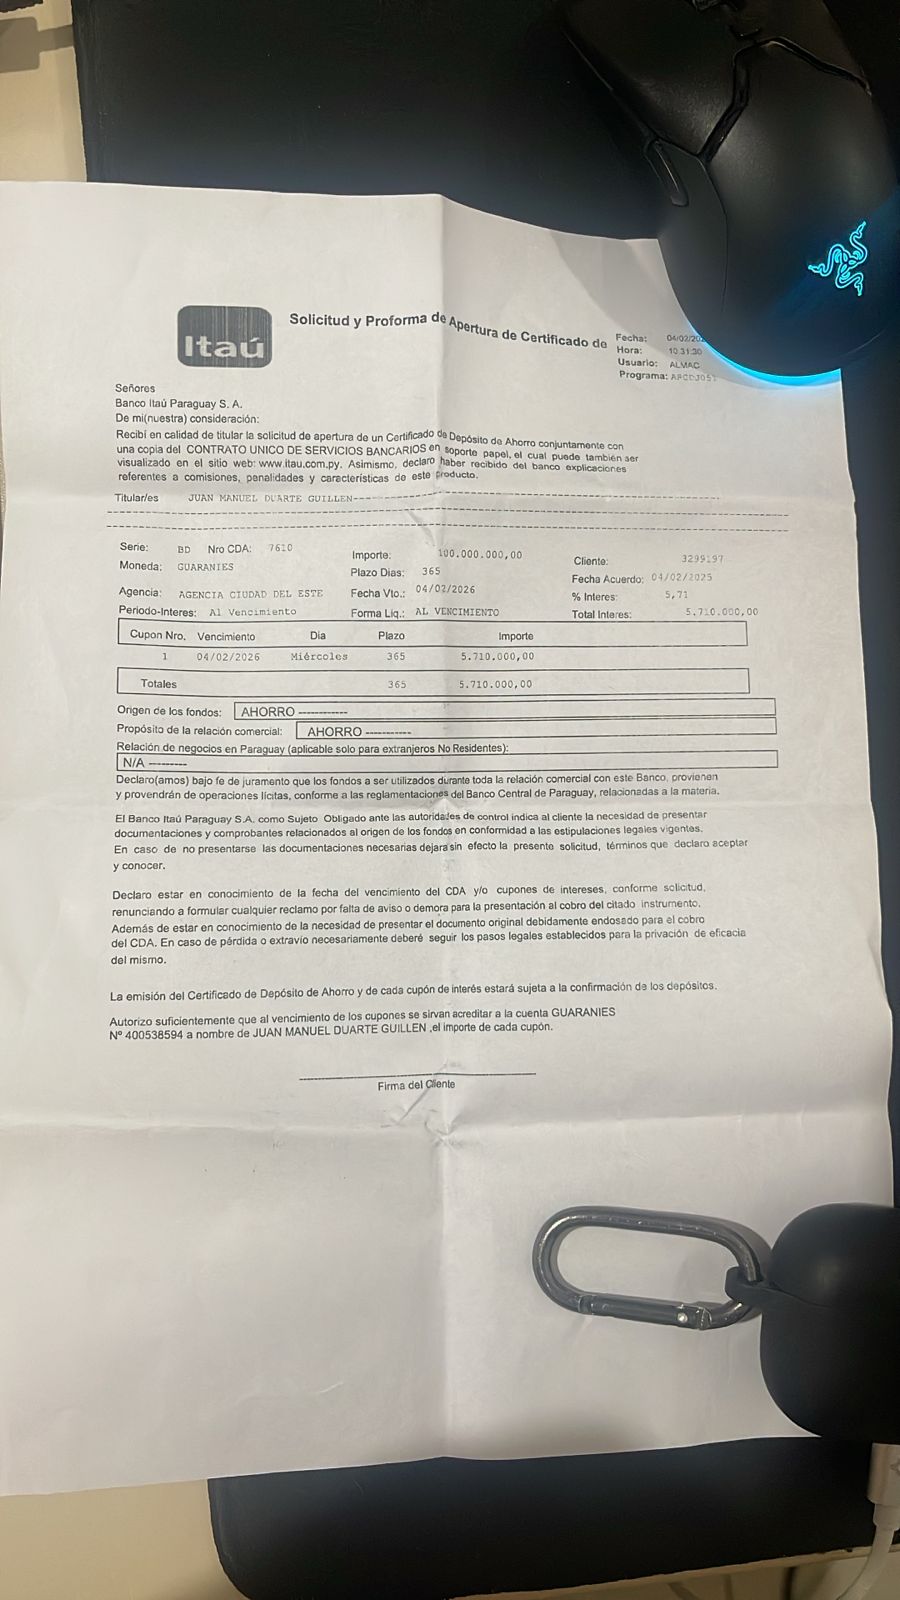 Itaú
Solicitud y Proforma de Apertura de Certificado de
Fecha: 04/02/20
Hora: 10.31:30
Usuario: ALMAC
Programa:
Señores
Banco Itaú Paraguay S. A.
De mi(nuestra) consideración:
Recibí en calidad de titular la solicitud de apertura de un Certificado de Depósito de Ahorro conjuntamente con
una copia del CONTRATO UNICO DE SERVICIOS BANCARIOS en soporte papel, el cual puede también ser
visualizado en el sitio web: www.itau.com.py. Asimismo, declaro haber recibido del banco explicaciones
referentes a comisiones, penalidades y características de este producto.
Titular/es JUAN MANUEL DUARTE GUILLEN
Serie: BD Nro CDA: 7610 Importe: 100.000.000,00 Cliente: 3299197
Moneda: GUARANIES Plazo Dias: 365 Fecha Acuerdo: 04/02/2025
Agencia: AGENCIA CIUDAD DEL ESTE Fecha Vto.: 04/02/2026 % Interes: 5,71
Periodo-Interes: Al Vencimiento Forma Liq.: AL VENCIMIENTO Total Interes: 5.710.000,00
Cupon Nro. Vencimiento Dia Plazo Importe
1 04/02/2026 Miércoles 365 5.710.000,00
Totales 365 5.710.000,00
Origen de los fondos: AHORRO ------------
Propósito de la relación comercial: AHORRO -----------
Relación de negocios en Paraguay (aplicable solo para extranjeros No Residentes):
N/A ---------
Declaro(amos) bajo fe de juramento que los fondos a ser utilizados durante toda la relación comercial con este Banco, provienen
y provendrán de operaciones lícitas, conforme a las reglamentaciones del Banco Central de Paraguay, relacionadas a la materia.
El Banco Itaú Paraguay S.A. como Sujeto Obligado ante las autoridades de control indica al cliente la necesidad de presentar
documentaciones y comprobantes relacionados al origen de los fondos en conformidad a las estipulaciones legales vigentes.
En caso de no presentarse las documentaciones necesarias dejara sin efecto la presente solicitud, términos que declaro aceptar
y conocer.
Declaro estar en conocimiento de la fecha del vencimiento del CDA y/o cupones de intereses, conforme solicitud,
renunciando a formular cualquier reclamo por falta de aviso o demora para la presentación al cobro del citado instrumento.
Además de estar en conocimiento de la necesidad de presentar el documento original debidamente endosado para el cobro
del CDA. En caso de pérdida o extravío necesariamente deberé seguir los pasos legales establecidos para la privación de eficacia
del mismo.
La emisión del Certificado de Depósito de Ahorro y de cada cupón de interés estará sujeta a la confirmación de los depósitos.
Autorizo suficientemente que al vencimiento de los cupones se sirvan acreditar a la cuenta GUARANIES
Nº 400538594 a nombre de JUAN MANUEL DUARTE GUILLEN ,el importe de cada cupón.
Firma del Cliente